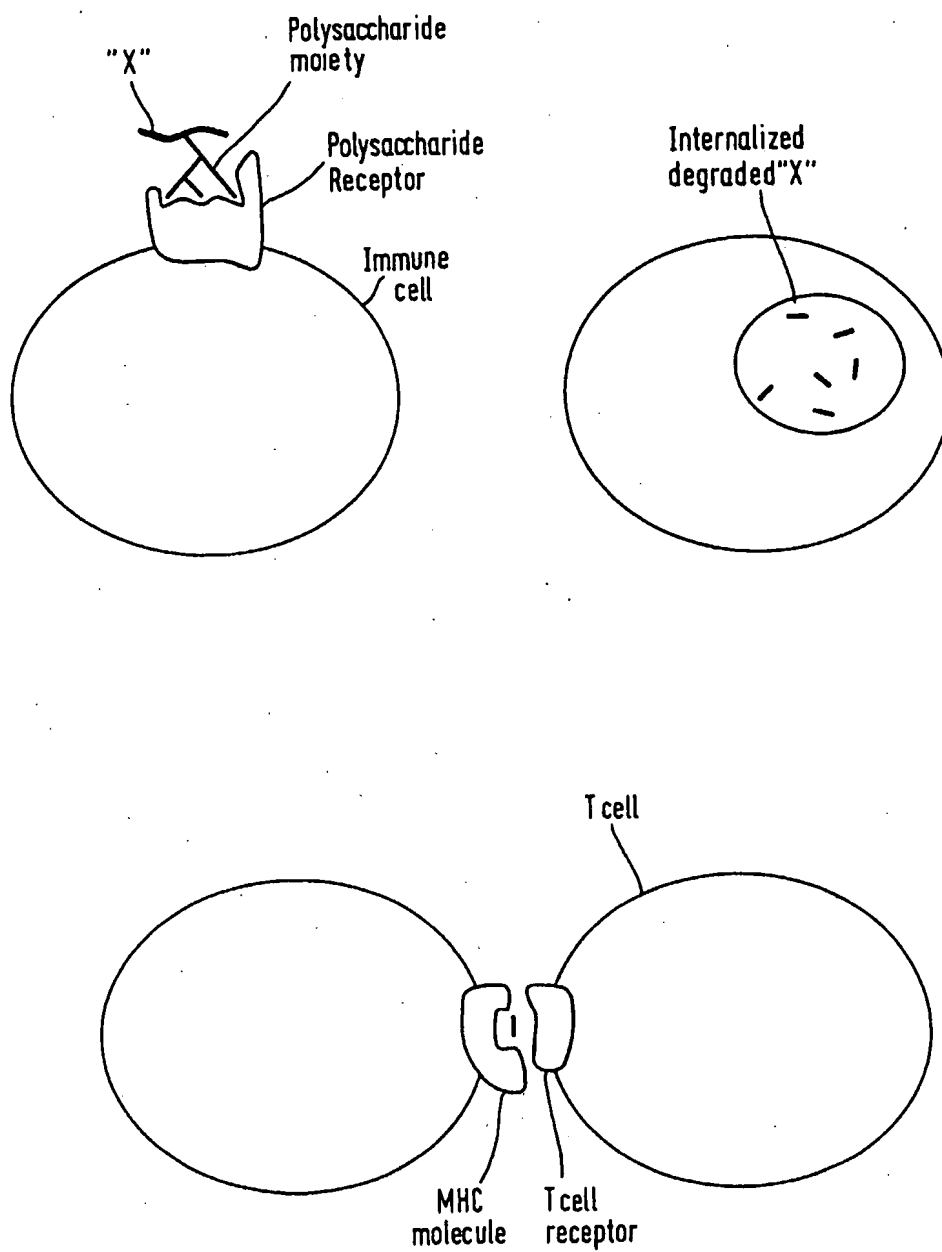 "X"
Polysaccharide
moiety
Polysaccharide
Receptor
Immune
cell
Internalized
degraded "X"
T cell
MHC
molecule
T cell
receptor